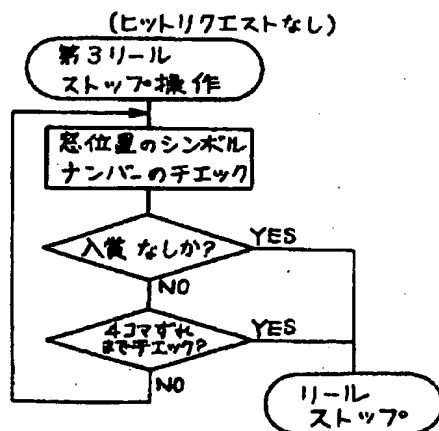 (ヒットリクエストなし)
第3リール
ストップ操作
窓位置のシンボル
ナンバーのチェック
入賞なしか?
YES
NO
4コマずれ
までチェック?
YES
NO
リール
ストップ